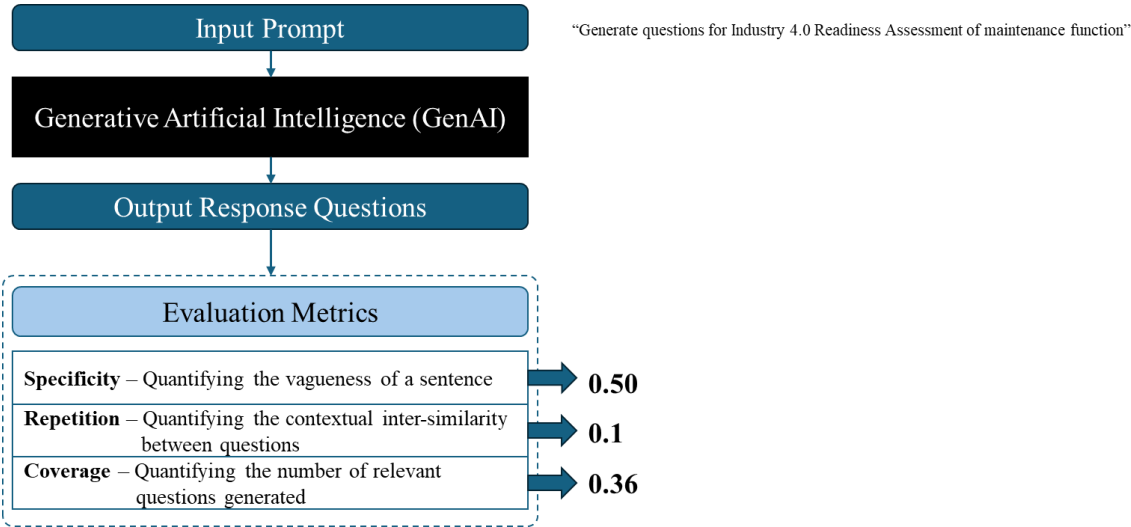 Input Prompt
“Generate questions for Industry 4.0 Readiness Assessment of maintenance function”
Generative Artificial Intelligence (GenAI)
Output Response Questions
Evaluation Metrics
Specificity – Quantifying the vagueness of a sentence
0.50
Repetition – Quantifying the contextual inter-similarity
between questions
0.1
Coverage – Quantifying the number of relevant
questions generated
0.36